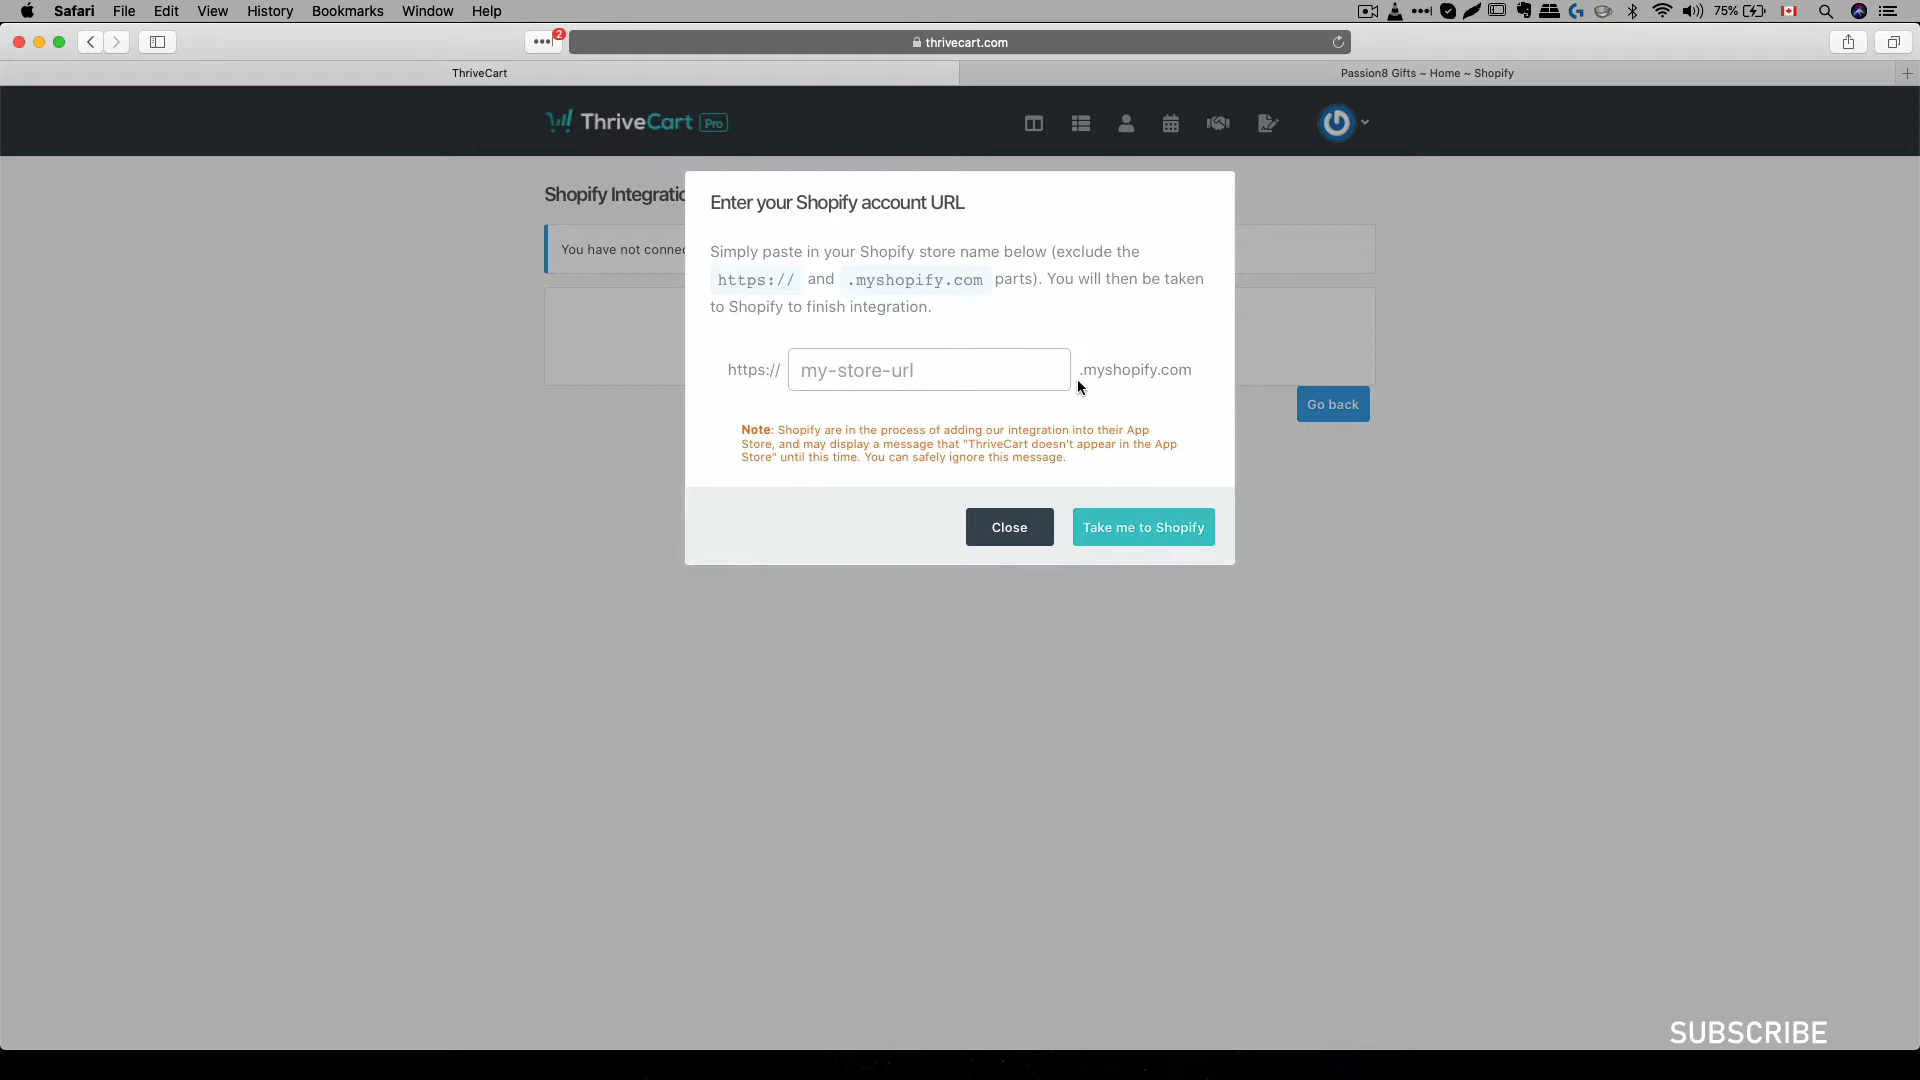 Safari File Edit View History Bookmarks Window Help
75%
2
thrivecart.com
ThriveCart
Passion8 Gifts ~ Home ~ Shopify
ThriveCart Pro
Shopify Integratio
Enter your Shopify account URL
You have not connec
Simply paste in your Shopify store name below (exclude the
https:// and .myshopify.com parts). You will then be taken
to Shopify to finish integration.
https:// my-store-url .myshopify.com
Go back
Note: Shopify are in the process of adding our integration into their App
Store, and may display a message that "ThriveCart doesn't appear in the App
Store" until this time. You can safely ignore this message.
Close Take me to Shopify
SUBSCRIBE